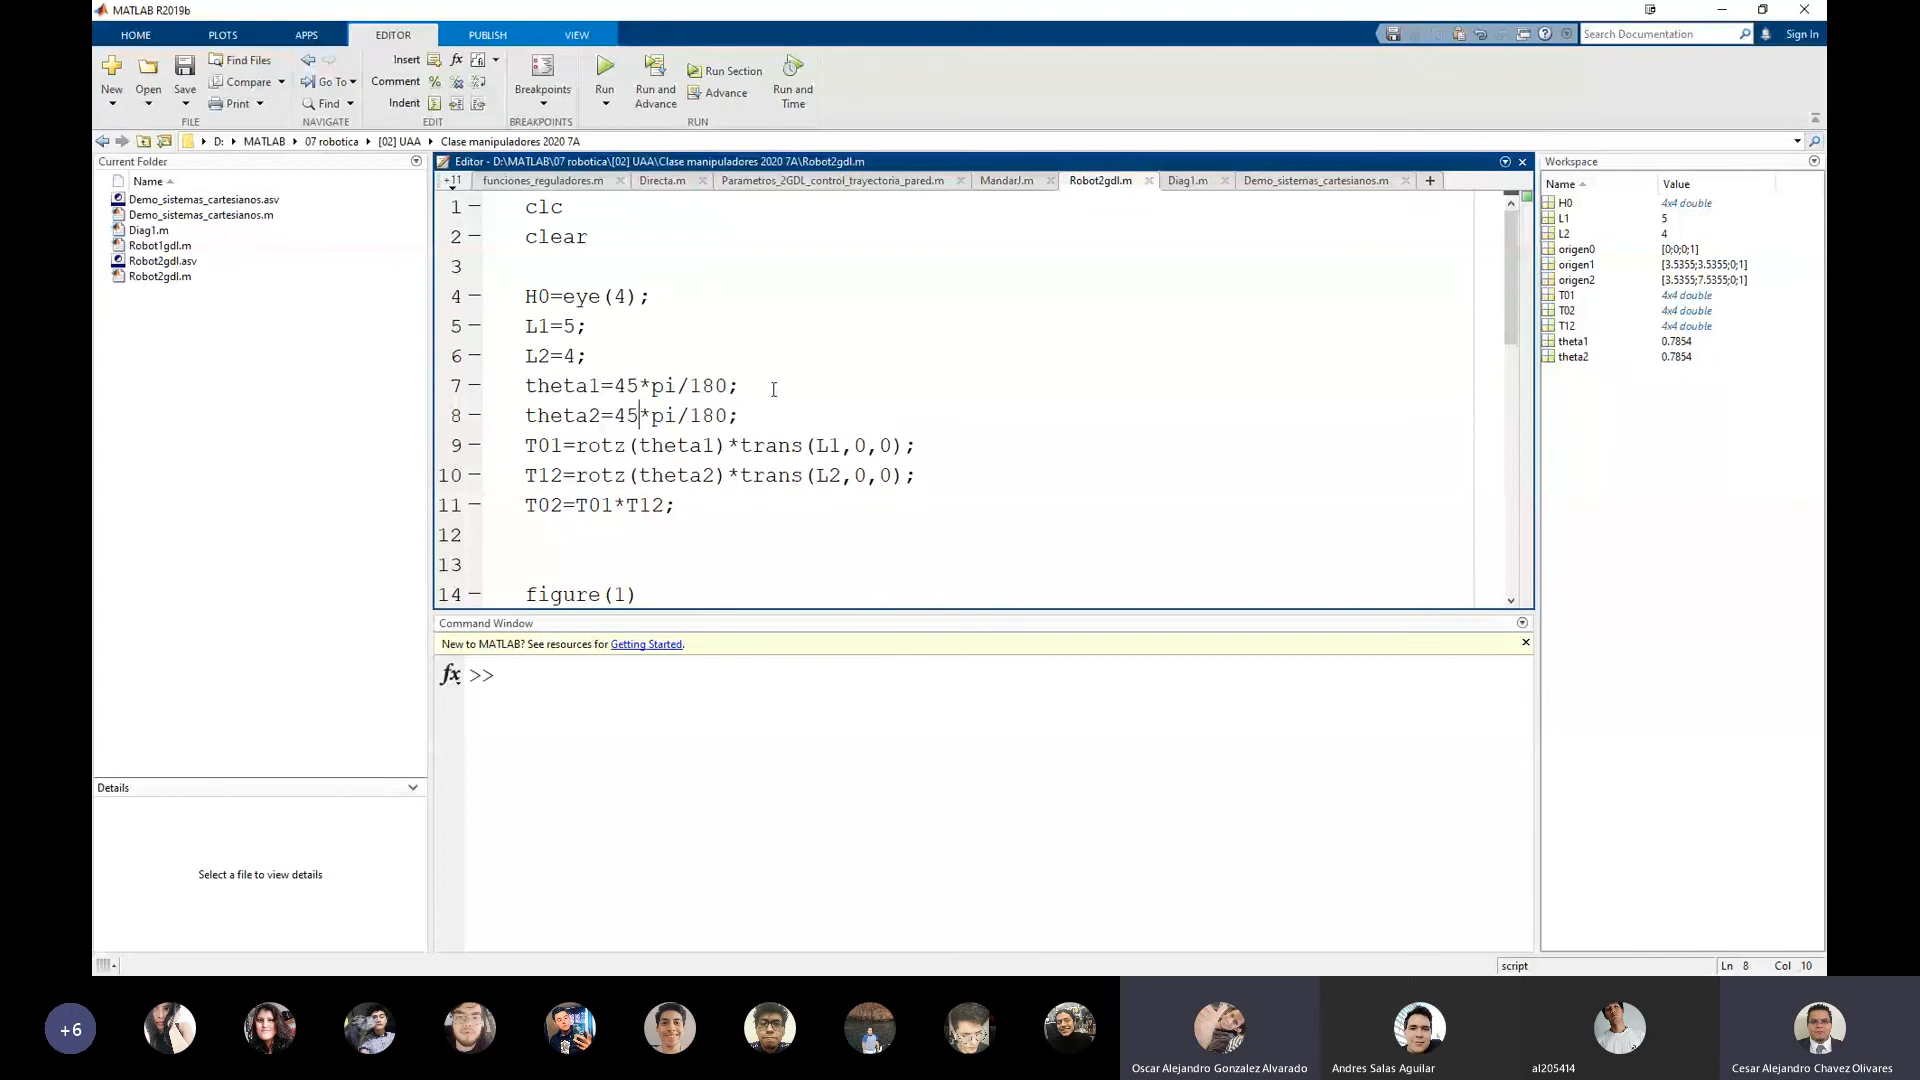 MATLAB R2019b
HOME PLOTS APPS EDITOR PUBLISH VIEW
Search Documentation Sign In
New Open Save Find Files Compare Print
Go To Find
Insert fx Comment Indent
Breakpoints Run Run and Advance Run Section Advance Run and Time
FILE NAVIGATE EDIT BREAKPOINTS RUN
D: MATLAB 07 robotica [02] UAA Clase manipuladores 2020 7A
Current Folder
Name
Demo_sistemas_cartesianos.asv
Demo_sistemas_cartesianos.m
Diag1.m
Robot1gdl.m
Robot2gdl.asv
Robot2gdl.m
Details
Select a file to view details
Editor - D:\MATLAB\07 robotica\[02] UAA\Clase manipuladores 2020 7A\Robot2gdl.m
+11 funciones_reguladores.m Directa.m Parametros_2GDL_control_trayectoria_pared.m MandarJ.m Robot2gdl.m Diag1.m Demo_sistemas_cartesianos.m +
1 - clc
2 - clear
3
4 - H0=eye(4);
5 - L1=5;
6 - L2=4;
7 - theta1=45*pi/180;
8 - theta2=45*pi/180;
9 - T01=rotz(theta1)*trans(L1,0,0);
10 - T12=rotz(theta2)*trans(L2,0,0);
11 - T02=T01*T12;
12
13
14 - figure(1)
Command Window
New to MATLAB? See resources for Getting Started.
fx >>
Workspace
Name Value
H0 4x4 double
L1 5
L2 4
origen0 [0;0;0;1]
origen1 [3.5355;3.5355;0;1]
origen2 [3.5355;7.5355;0;1]
T01 4x4 double
T02 4x4 double
T12 4x4 double
theta1 0.7854
theta2 0.7854
script Ln 8 Col 10
+6
Oscar Alejandro Gonzalez Alvarado Andres Salas Aguilar al205414 Cesar Alejandro Chavez Olivares